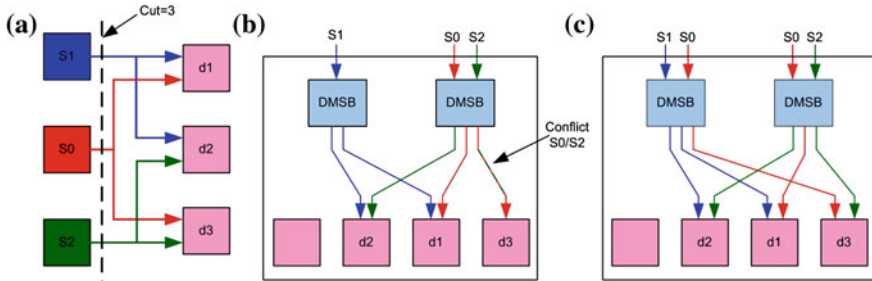 (a)
Cut=3
S1
S0
S2
d1
d2
d3
(b)
S1
S0
S2
DMSB
DMSB
Conflict
S0/S2
d2
d1
d3
(c)
S1
S0
S0
S2
DMSB
DMSB
d2
d1
d3